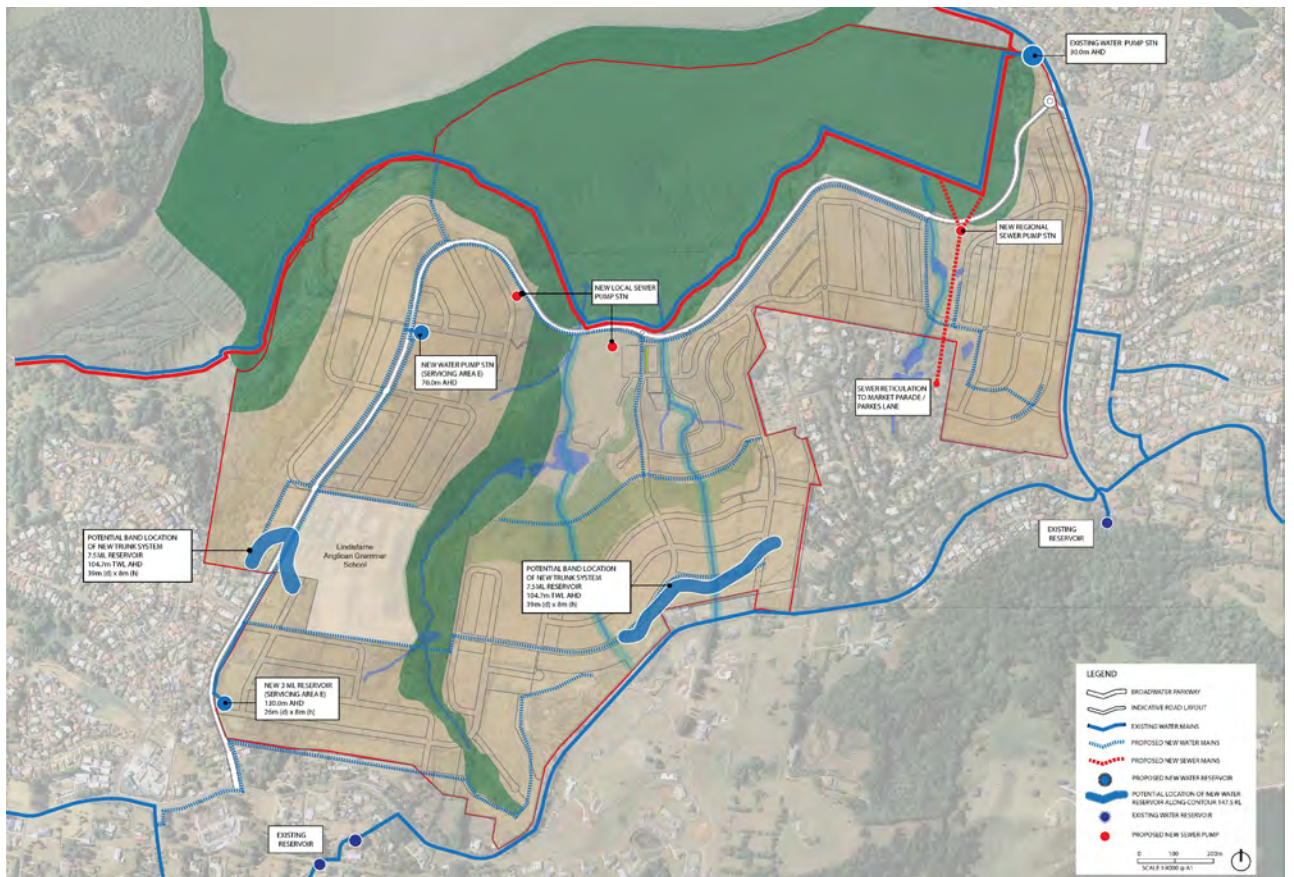 EXISTING WATER PUMP STN
30.0m AHD
NEW REGIONAL
SEWER PUMP STN
NEW LOCAL SEWER
PUMP STN
NEW WATER PUMP STN
(SERVICING AREA E)
70.0m AHD
SEWER RETICULATION
TO MARKET PARADE /
PARKES LANE
POTENTIAL BAND LOCATION
OF NEW TRUNK SYSTEM
7.5ML RESERVOIR
104.7m TWL AHD
39m (d) x 8m (h)
Lindisfarne
Anglican Grammar
School
EXISTING
RESERVOIR
POTENTIAL BAND LOCATION
OF NEW TRUNK SYSTEM
7.5ML RESERVOIR
104.7m TWL AHD
39m (d) x 8m (h)
NEW 3 ML RESERVOIR
(SERVICING AREA E)
130.0m AHD
26m (d) x 8m (h)
EXISTING
RESERVOIR
LEGEND
BROADWATER PARKWAY
INDICATIVE ROAD LAYOUT
EXISTING WATER MAINS
PROPOSED NEW WATER MAINS
PROPOSED NEW SEWER MAINS
PROPOSED NEW WATER RESERVOIR
POTENTIAL LOCATION OF NEW WATER
RESERVOIR ALONG CONTOUR 147.5 RL
EXISTING WATER RESERVOIR
PROPOSED NEW SEWER PUMP
0 100 200m
SCALE 1:4000 @ A1